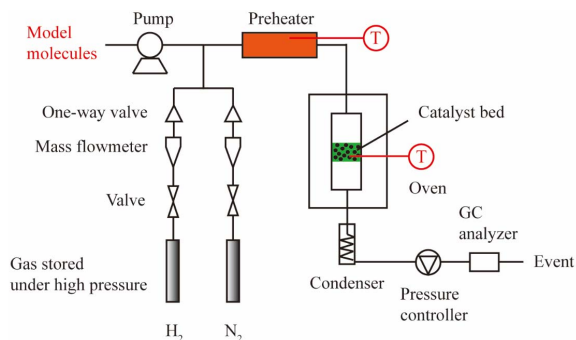 Pump
Preheater
Model
molecules
T
One-way valve
Mass flowmeter
Valve
Gas stored
under high pressure
H₂
N₂
Catalyst bed
T
Oven
GC
analyzer
Condenser
Pressure
controller
Event